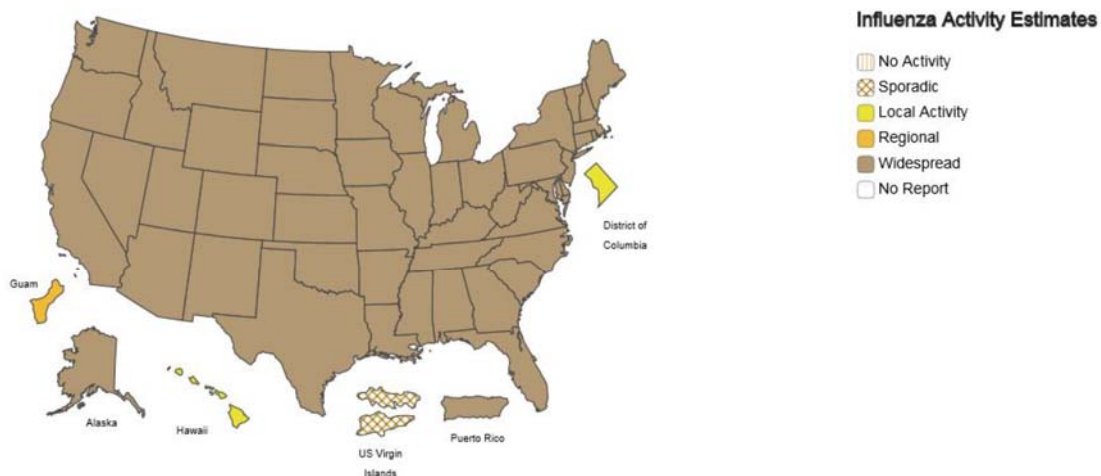 Influenza Activity Estimates
No Activity
Sporadic
Local Activity
Regional
Widespread
No Report
District of
Columbia
Guam
Alaska
Hawaii
US Virgin
Islands
Puerto Rico